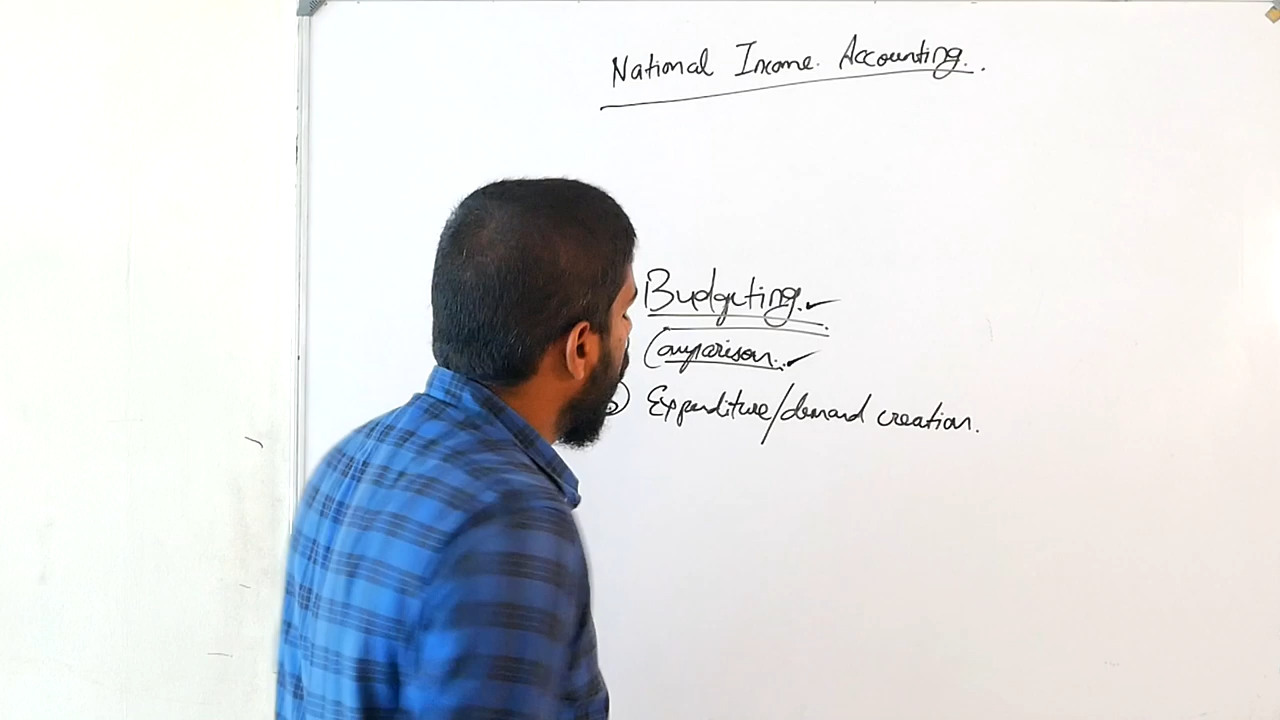 National Income. Accounting..
Budgeting.
Comparison..
Expenditure/demand creation.